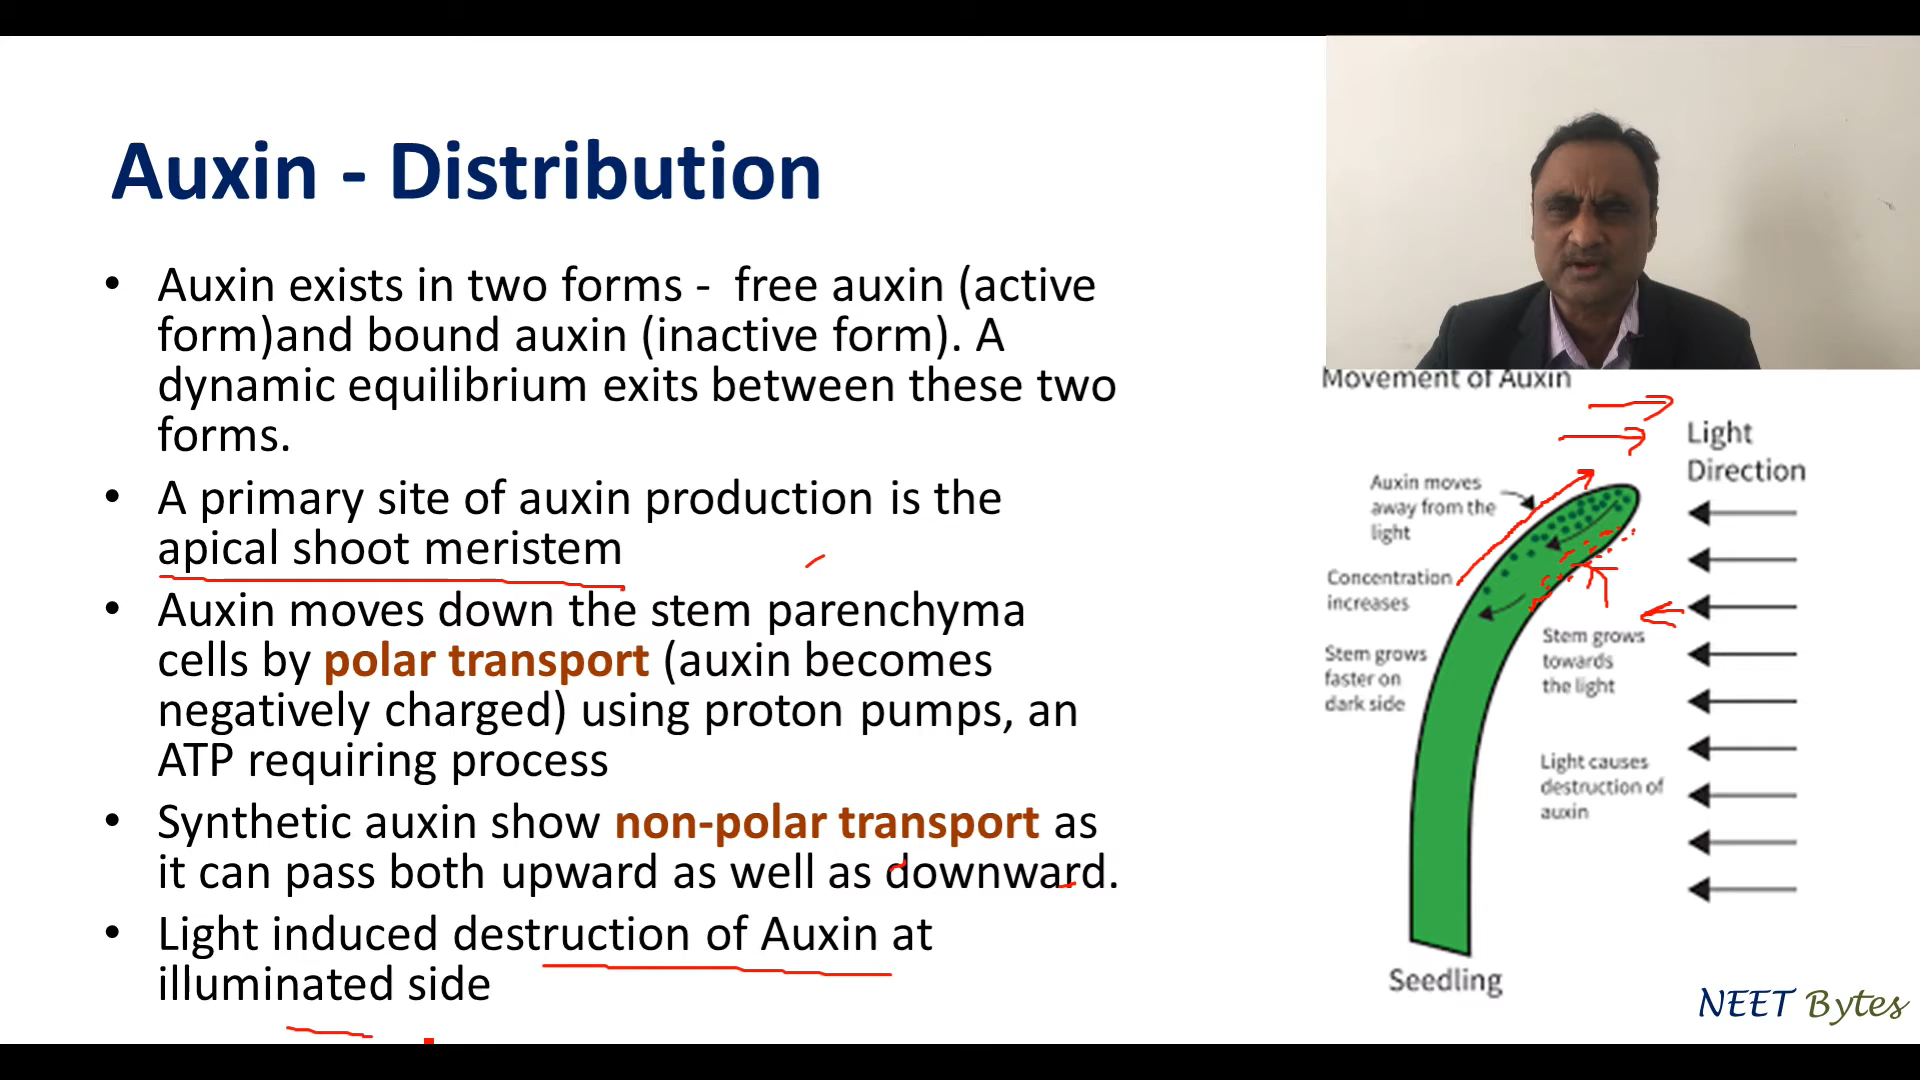 Auxin - Distribution
• Auxin exists in two forms -  free auxin (active
form)and bound auxin (inactive form). A
dynamic equilibrium exits between these two
forms.
• A primary site of auxin production is the
apical shoot meristem
• Auxin moves down the stem parenchyma
cells by polar transport (auxin becomes
negatively charged) using proton pumps, an
ATP requiring process
• Synthetic auxin show non-polar transport as
it can pass both upward as well as downward.
• Light induced destruction of Auxin at
illuminated side
Movement of Auxin
Light
Direction
Auxin moves
away from the
light
Concentration
increases
Stem grows
faster on
dark side
Stem grows
towards
the light
Light causes
destruction of
auxin
Seedling
NEET Bytes